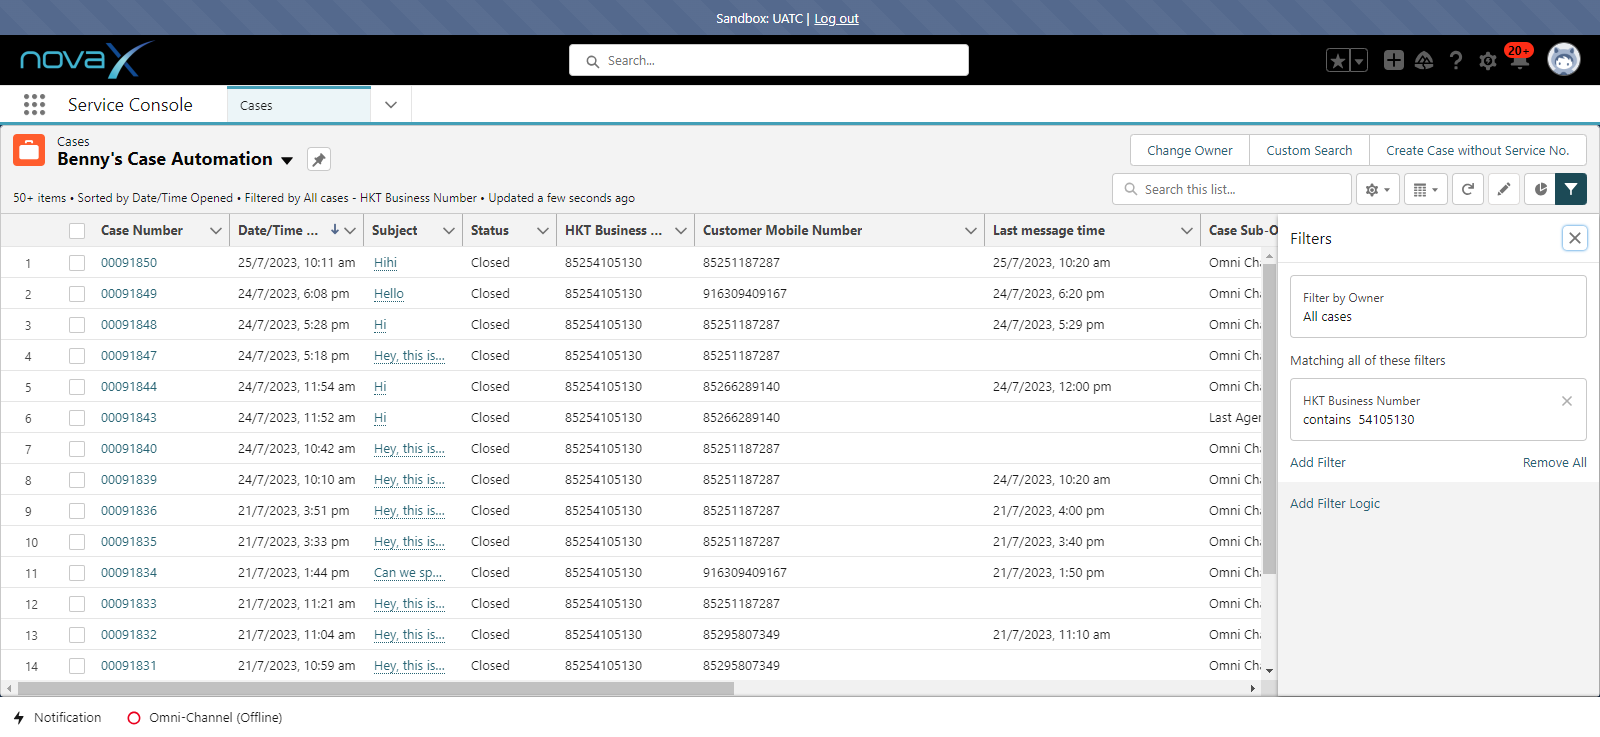 Sandbox: UATC | Log out
novaX
Search...
20+
Service Console
Cases
Cases
Benny's Case Automation
Change Owner
Custom Search
Create Case without Service No.
50+ items • Sorted by Date/Time Opened • Filtered by All cases - HKT Business Number • Updated a few seconds ago
Search this list...
Case Number Date/Time ... Subject Status HKT Business ... Customer Mobile Number Last message time Case Sub-O
1 00091850 25/7/2023, 10:11 am Hihi Closed 85254105130 85251187287 25/7/2023, 10:20 am Omni Cha
2 00091849 24/7/2023, 6:08 pm Hello Closed 85254105130 916309409167 24/7/2023, 6:20 pm Omni Cha
3 00091848 24/7/2023, 5:28 pm Hi Closed 85254105130 85251187287 24/7/2023, 5:29 pm Omni Cha
4 00091847 24/7/2023, 5:18 pm Hey, this is... Closed 85254105130 85251187287 Omni Cha
5 00091844 24/7/2023, 11:54 am Hi Closed 85254105130 85266289140 24/7/2023, 12:00 pm Omni Cha
6 00091843 24/7/2023, 11:52 am Hi Closed 85254105130 85266289140 Last Agen
7 00091840 24/7/2023, 10:42 am Hey, this is... Closed 85254105130 85251187287 Omni Cha
8 00091839 24/7/2023, 10:10 am Hey, this is... Closed 85254105130 85251187287 24/7/2023, 10:20 am Omni Cha
9 00091836 21/7/2023, 3:51 pm Hey, this is... Closed 85254105130 85251187287 21/7/2023, 4:00 pm Omni Cha
10 00091835 21/7/2023, 3:33 pm Hey, this is... Closed 85254105130 85251187287 21/7/2023, 3:40 pm Omni Cha
11 00091834 21/7/2023, 1:44 pm Can we sp... Closed 85254105130 916309409167 21/7/2023, 1:50 pm Omni Cha
12 00091833 21/7/2023, 11:21 am Hey, this is... Closed 85254105130 85251187287 Omni Cha
13 00091832 21/7/2023, 11:04 am Hey, this is... Closed 85254105130 85295807349 21/7/2023, 11:10 am Omni Cha
14 00091831 21/7/2023, 10:59 am Hey, this is... Closed 85254105130 85295807349 Omni Cha
Filters
Filter by Owner
All cases
Matching all of these filters
HKT Business Number
contains 54105130
Add Filter
Remove All
Add Filter Logic
Notification
Omni-Channel (Offline)